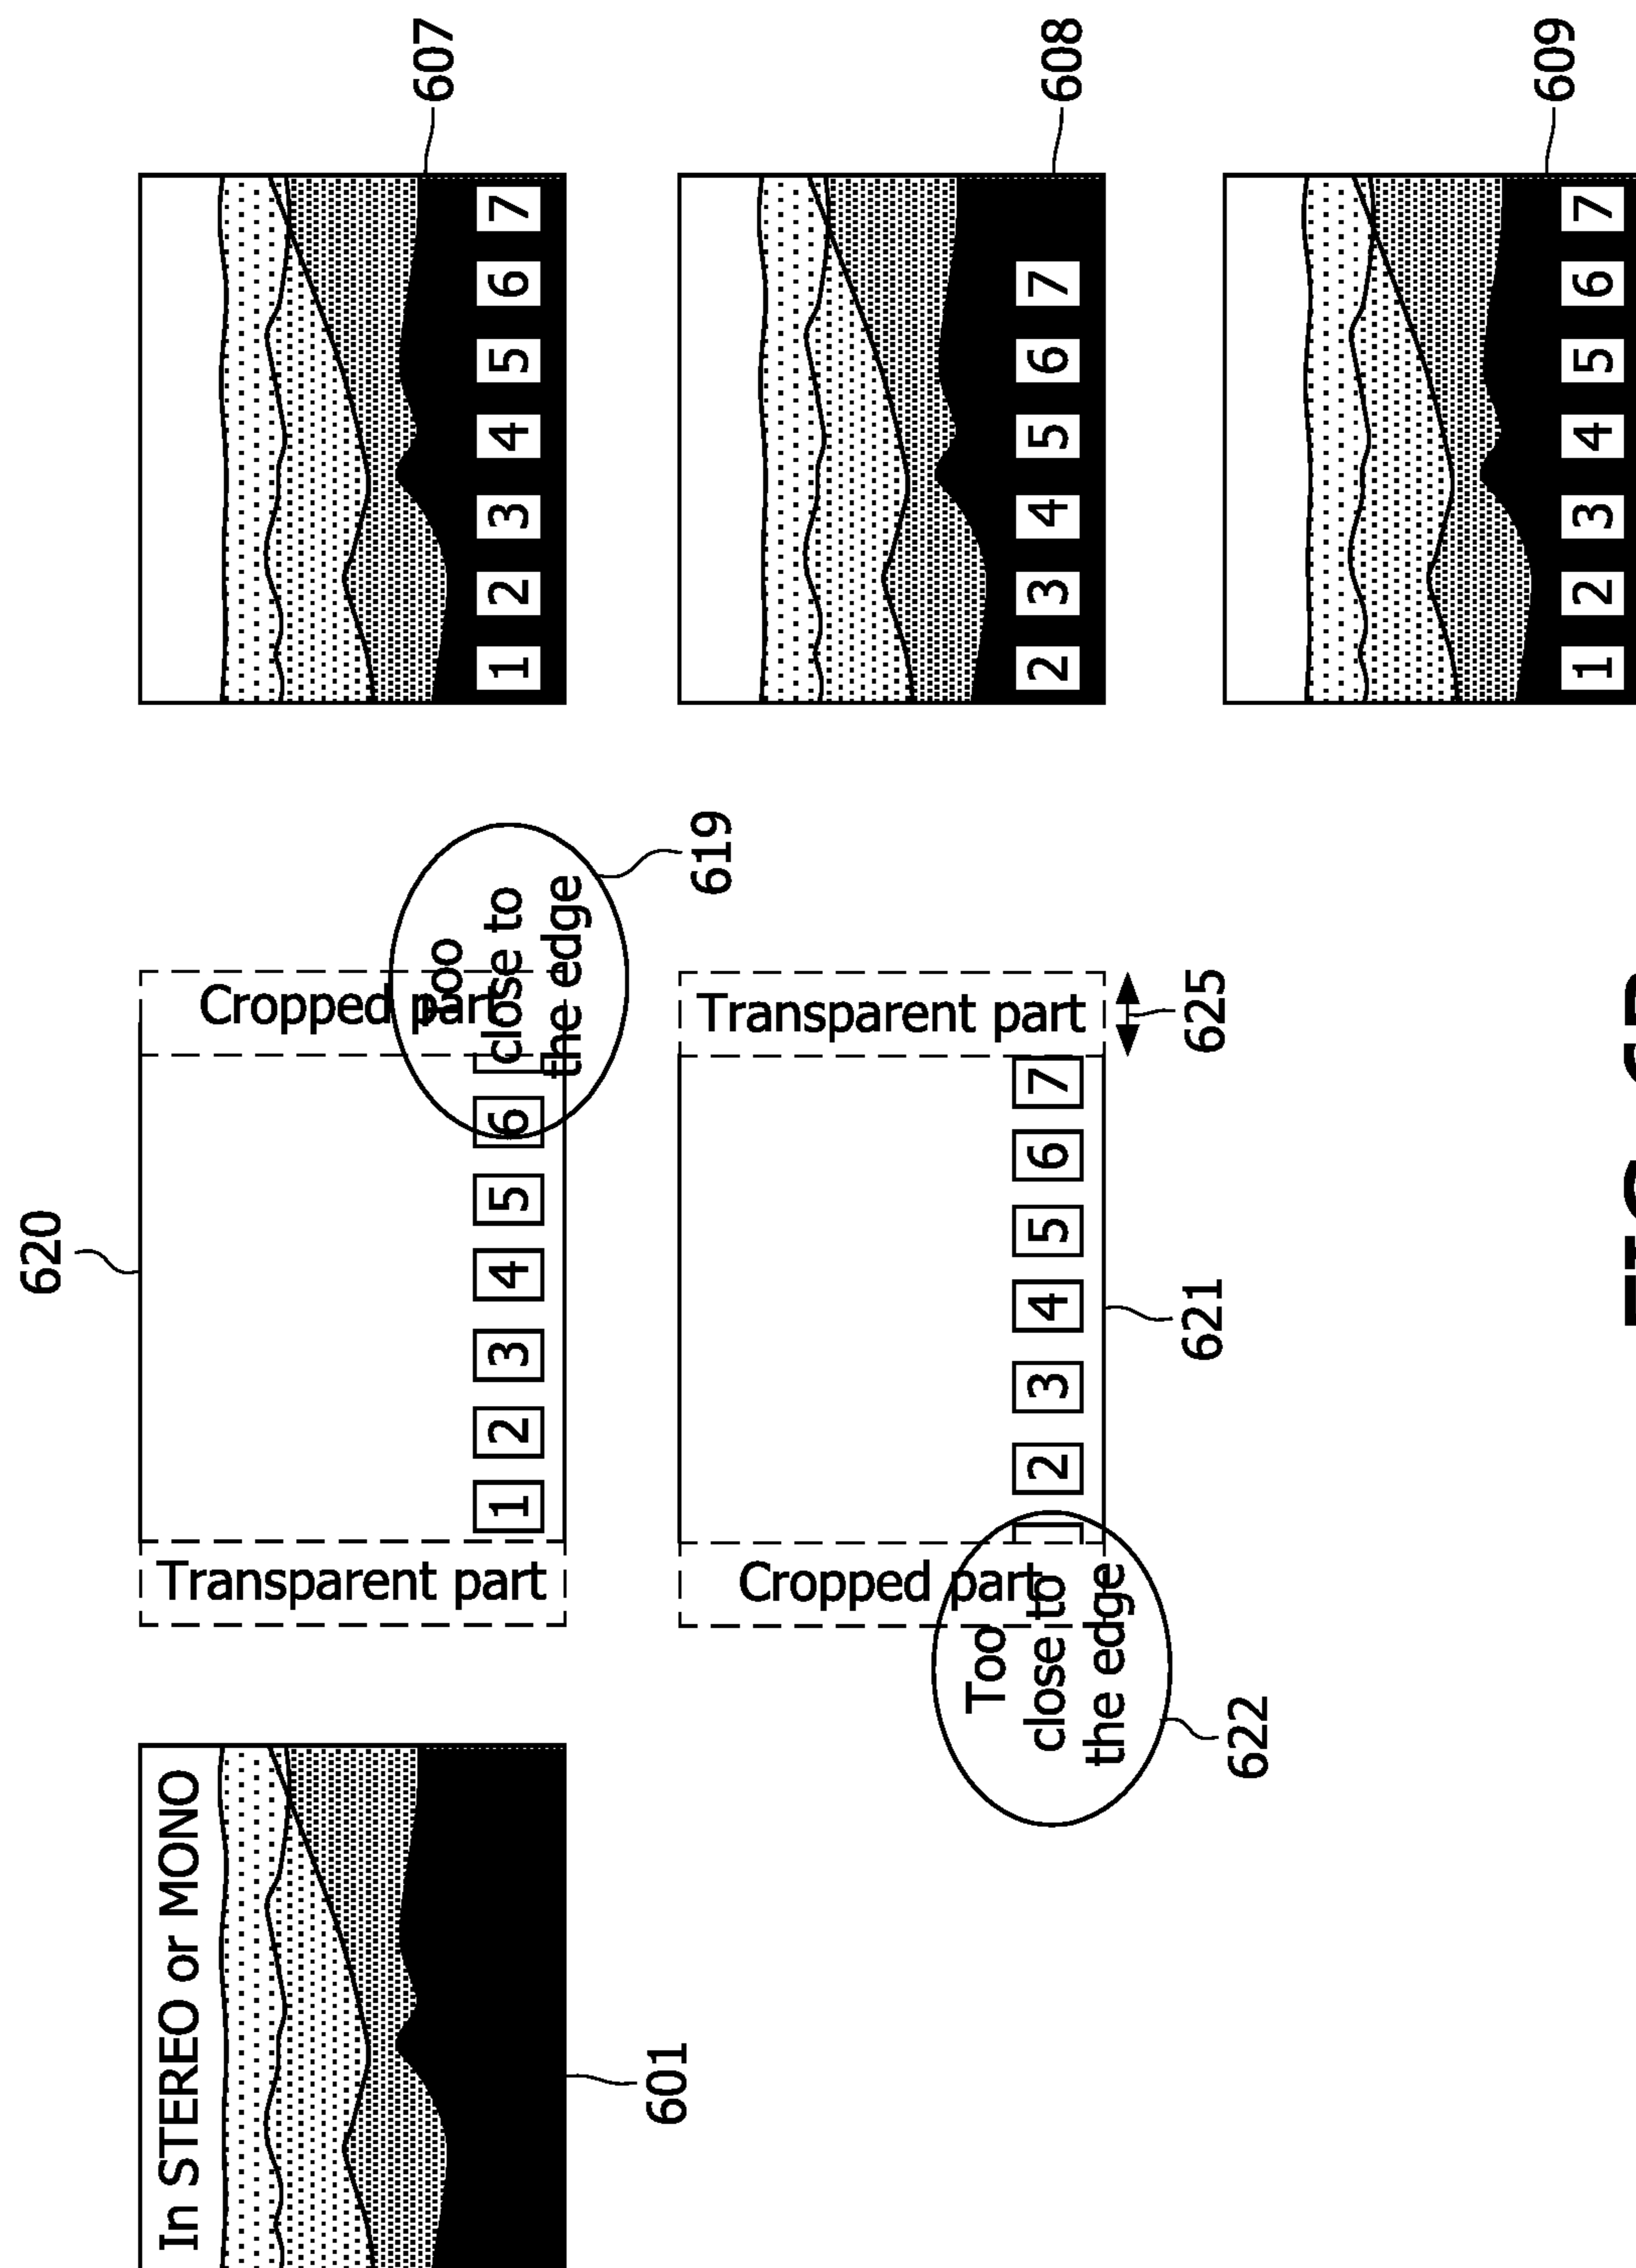 620
In STEREO or MONO
Transparent part
Cropped part
607
Too
close to
the edge
1 2 3 4 5 6
1 2 3 4 5 6 7
601
619
Cropped part
Transparent part
608
Too
close to
the edge
2 3 4 5 6 7
2 3 4 5 6 7
621
625
622
609
1 2 3 4 5 6 7